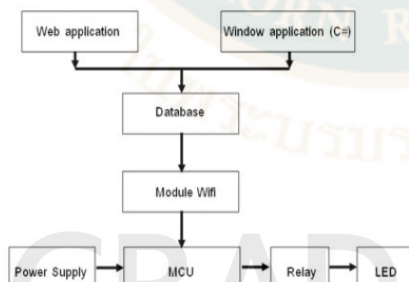 Web application
Window application (C#)
Database
Module Wifi
Power Supply
MCU
Relay
LED